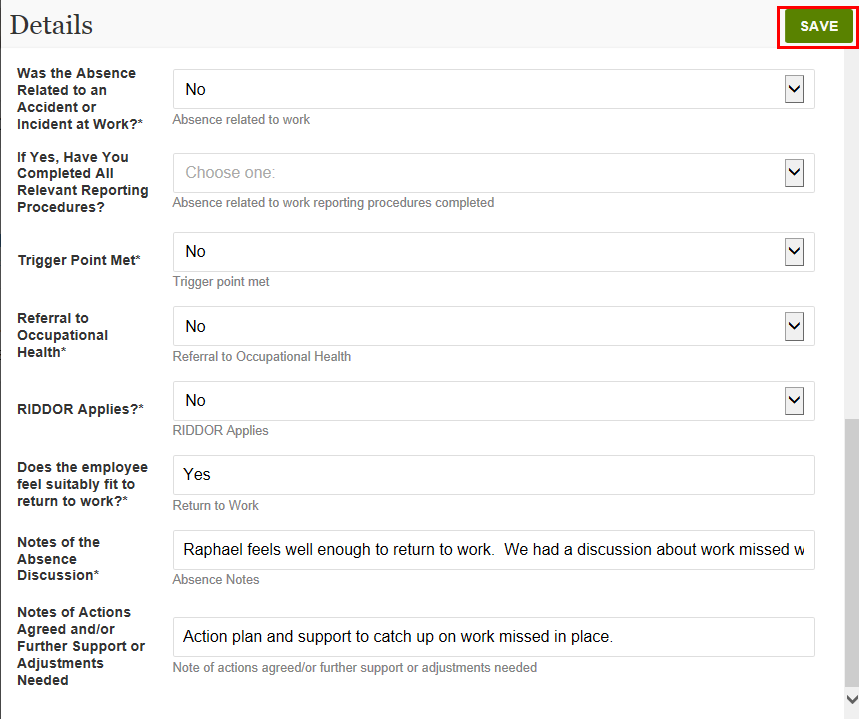 Details
SAVE
Was the Absence
Related to an
Accident or
Incident at Work?*
No
Absence related to work
If Yes, Have You
Completed All
Relevant Reporting
Procedures?
Choose one:
Absence related to work reporting procedures completed
Trigger Point Met*
No
Trigger point met
Referral to
Occupational
Health*
No
Referral to Occupational Health
RIDDOR Applies?*
No
RIDDOR Applies
Does the employee
feel suitably fit to
return to work?*
Yes
Return to Work
Notes of the
Absence
Discussion*
Raphael feels well enough to return to work.  We had a discussion about work missed w
Absence Notes
Notes of Actions
Agreed and/or
Further Support or
Adjustments
Needed
Action plan and support to catch up on work missed in place.
Note of actions agreed/or further support or adjustments needed